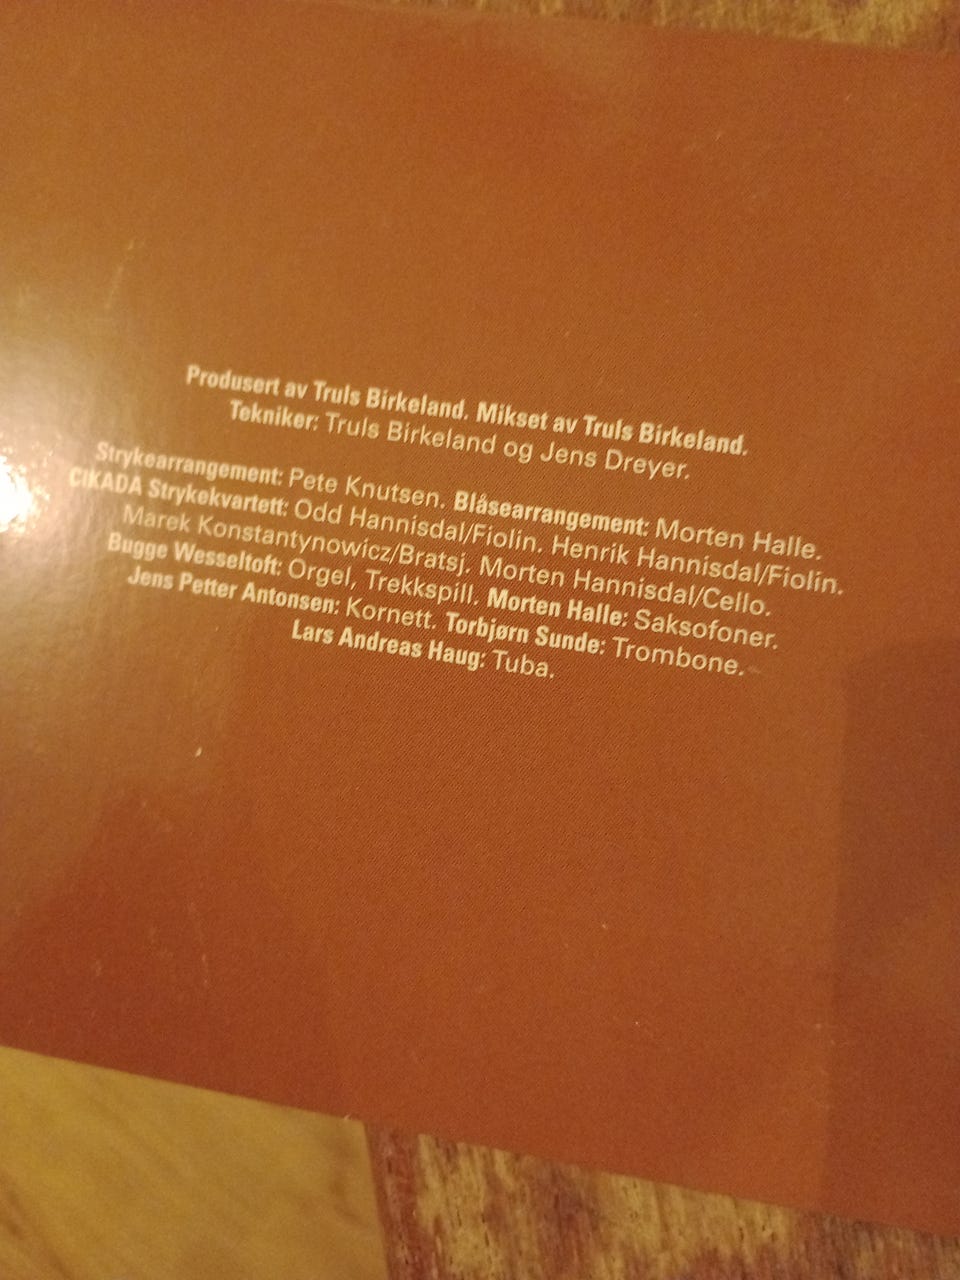 Produsert av Truls Birkeland. Mikset av Truls Birkeland.
Tekniker: Truls Birkeland og Jens Dreyer.
Strykearrangement: Pete Knutsen. Blåsearrangement: Morten Halle.
CIKADA Strykekvartett: Odd Hannisdal/Fiolin. Henrik Hannisdal/Fiolin.
Marek Konstantynowicz/Bratsj. Morten Hannisdal/Cello.
Bugge Wesseltoft: Orgel, Trekkspill. Morten Halle: Saksofoner.
Jens Petter Antonsen: Kornett. Torbjørn Sunde: Trombone.
Lars Andreas Haug: Tuba.